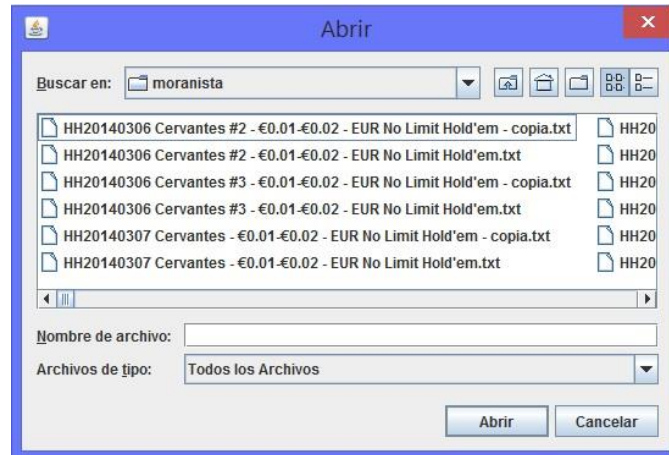 Abrir
Buscar en: moranista
HH20140306 Cervantes #2 - €0.01-€0.02 - EUR No Limit Hold'em - copia.txt
HH20
HH20140306 Cervantes #2 - €0.01-€0.02 - EUR No Limit Hold'em.txt
HH20
HH20140306 Cervantes #3 - €0.01-€0.02 - EUR No Limit Hold'em - copia.txt
HH20
HH20140306 Cervantes #3 - €0.01-€0.02 - EUR No Limit Hold'em.txt
HH20
HH20140307 Cervantes - €0.01-€0.02 - EUR No Limit Hold'em - copia.txt
HH20
HH20140307 Cervantes - €0.01-€0.02 - EUR No Limit Hold'em.txt
HH20
Nombre de archivo:
Archivos de tipo: Todos los Archivos
Abrir Cancelar